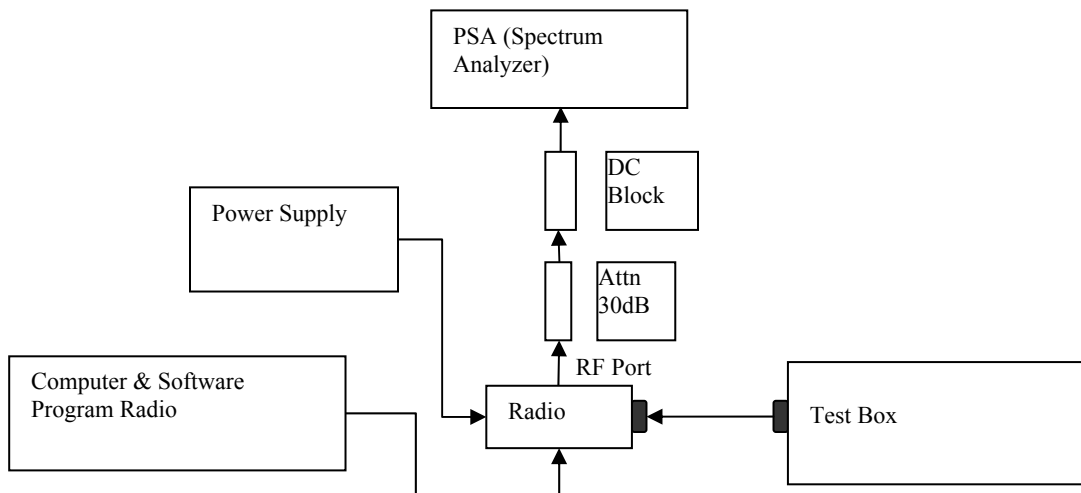 PSA (Spectrum
Analyzer)
DC
Block
Power Supply
Attn
30dB
RF Port
Computer & Software
Program Radio
Radio
Test Box